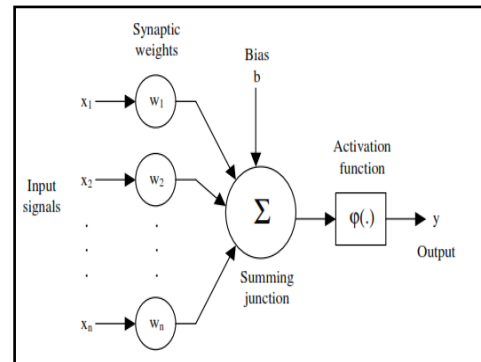 Synaptic
weights
Bias
b
x1
w1
Activation
function
Input
signals
x2
w2
Σ
φ(.)
y
Output
Summing
junction
xn
wn